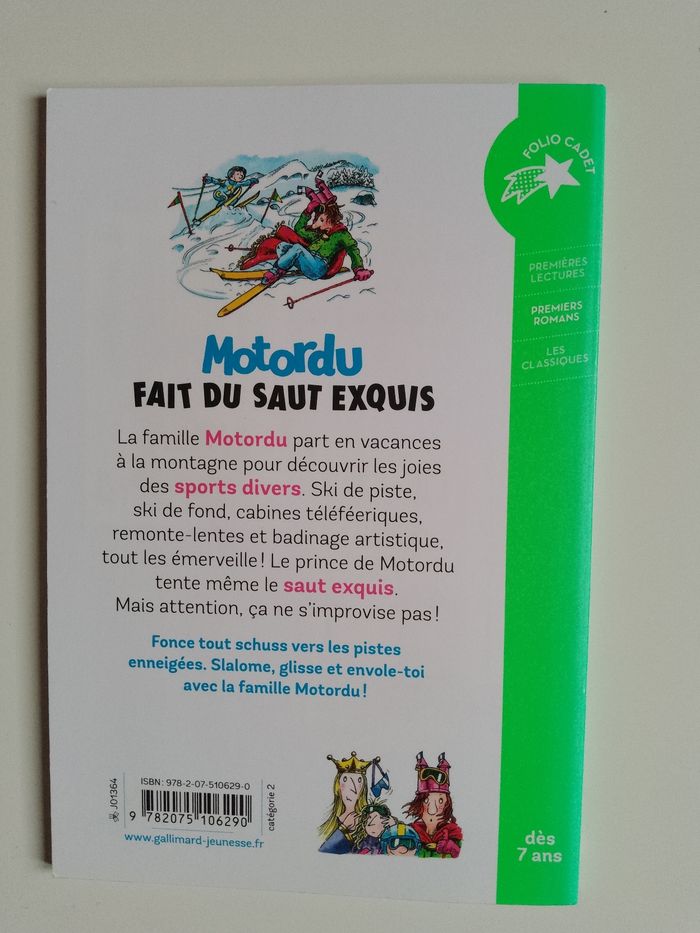 FOLIO CADET
PREMIÈRES
LECTURES
PREMIERS
ROMANS
LES
CLASSIQUES
Motordu
FAIT DU SAUT EXQUIS
La famille Motordu part en vacances
à la montagne pour découvrir les joies
des sports divers. Ski de piste,
ski de fond, cabines téléféeriques,
remonte-lentes et badinage artistique,
tout les émerveille ! Le prince de Motordu
tente même le saut exquis.
Mais attention, ça ne s'improvise pas !
Fonce tout schuss vers les pistes
enneigées. Slalome, glisse et envole-toi
avec la famille Motordu !
J01364
ISBN: 978-2-07-510629-0
9 782075 106290
catégorie 2
www.gallimard-jeunesse.fr
dès
7 ans